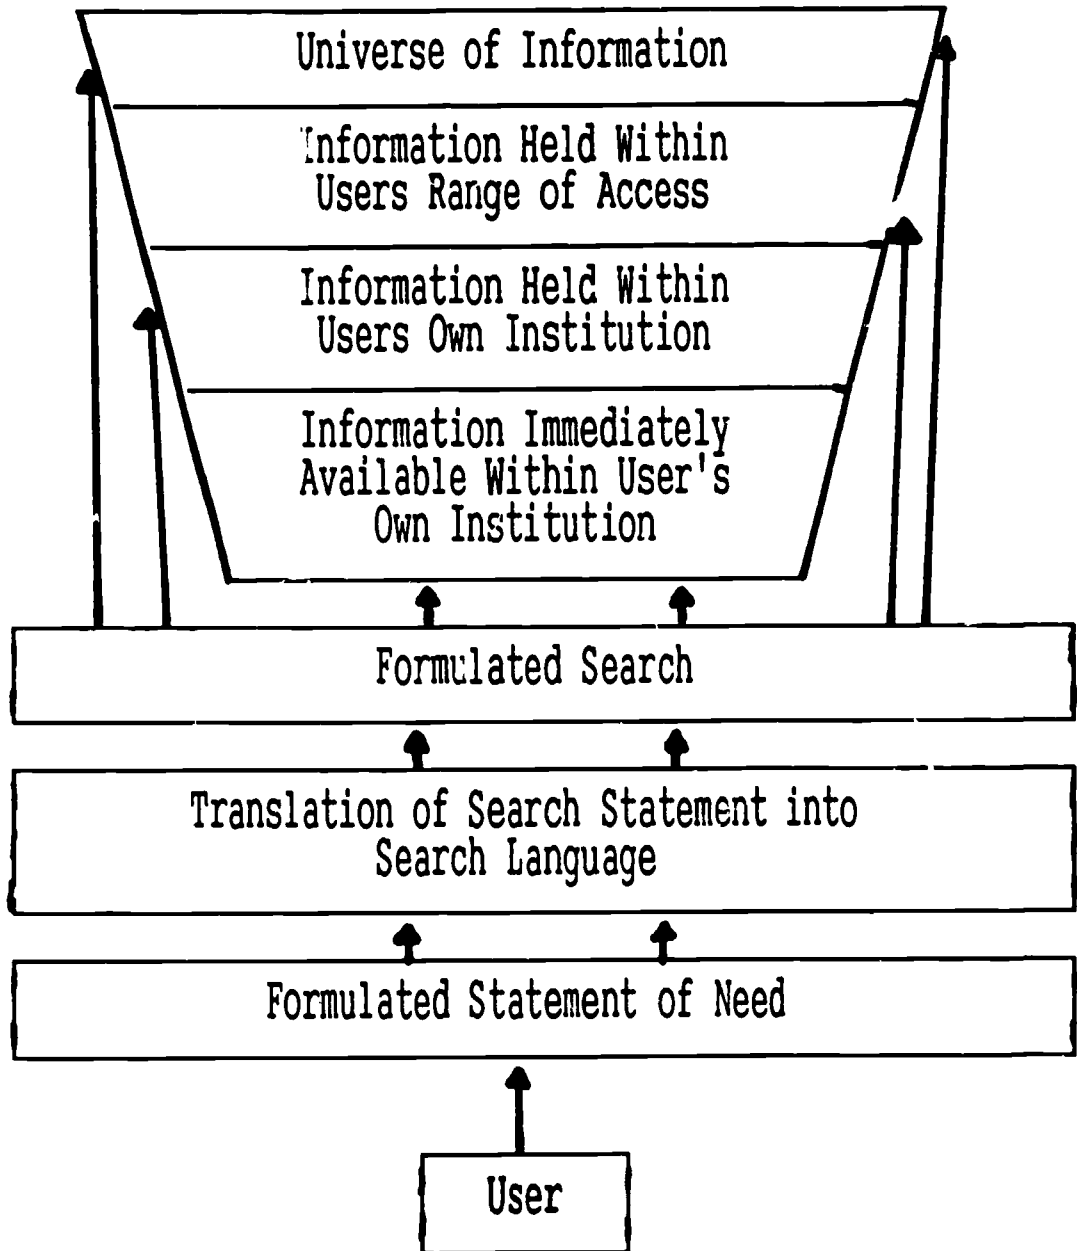 Universe of Information
Information Held Within
Users Range of Access
Information Held Within
Users Own Institution
Information Immediately
Available Within User's
Own Institution
Formulated Search
Translation of Search Statement into
Search Language
Formulated Statement of Need
User